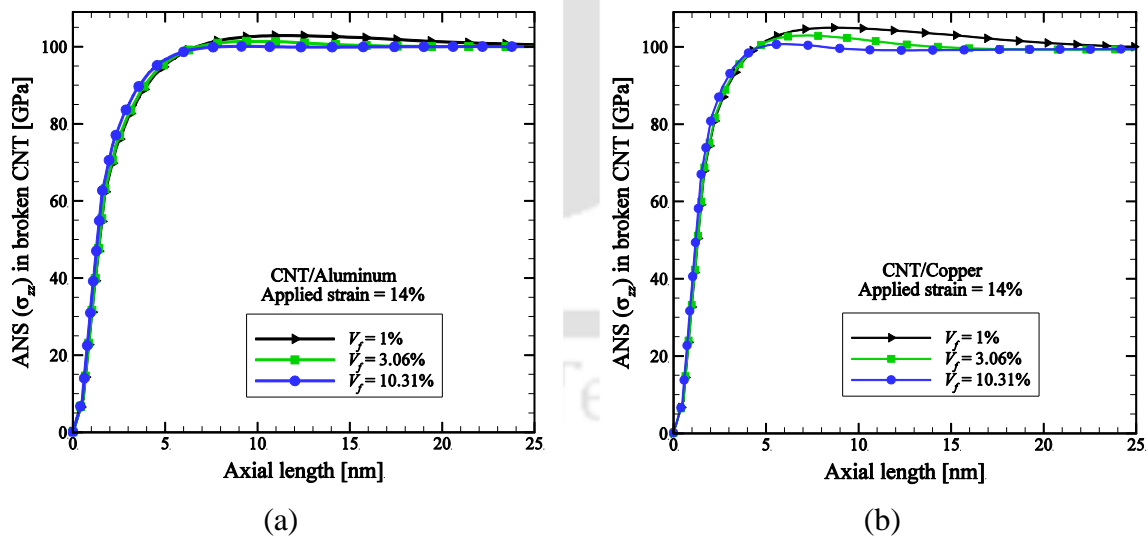 ANS (σzz) in broken CNT [GPa]
100
80
60
40
20
0
CNT/Aluminum
Applied strain = 14%
Vf = 1%
Vf = 3.06%
Vf = 10.31%
0 5 10 15 20 25
Axial length [nm]
(a)
ANS (σzz) in broken CNT [GPa]
100
80
60
40
20
0
CNT/Copper
Applied strain = 14%
Vf = 1%
Vf = 3.06%
Vf = 10.31%
0 5 10 15 20 25
Axial length [nm]
(b)